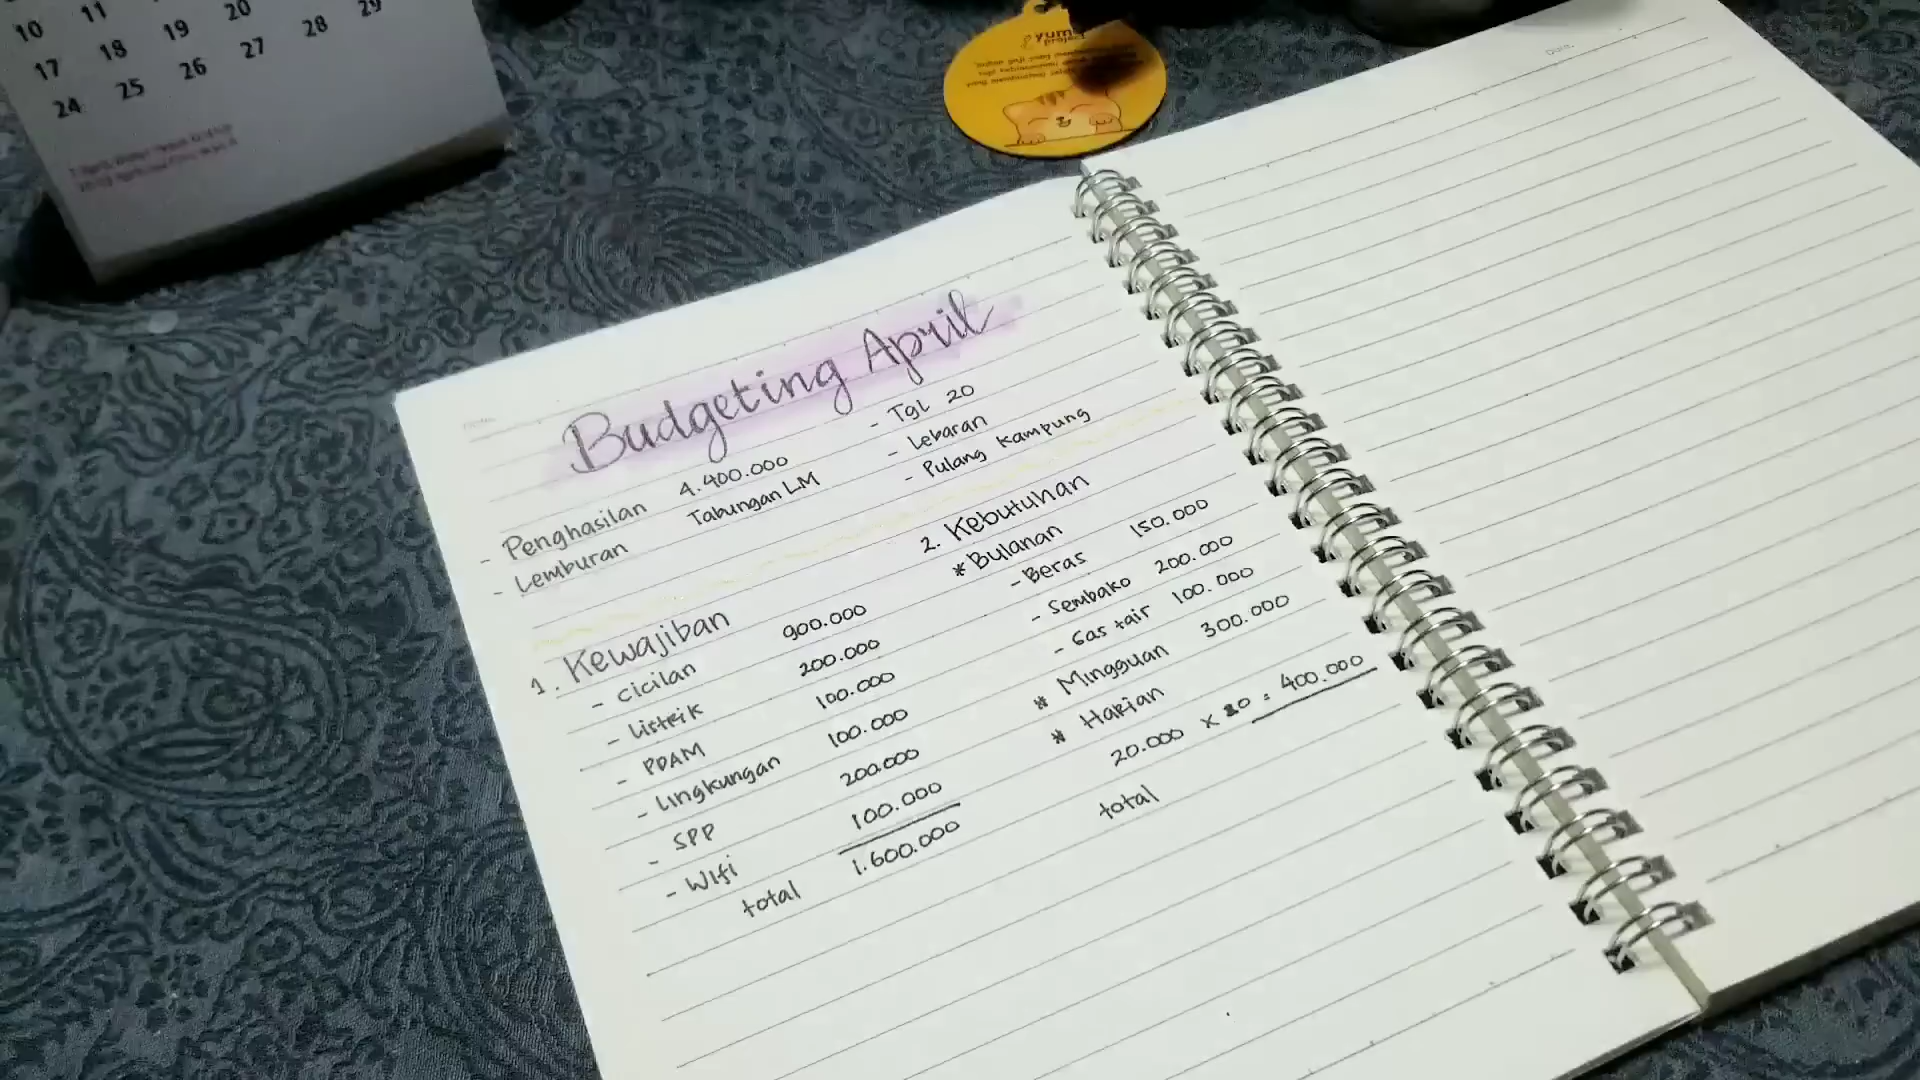 10 11
17 18 19 20
24 25 26 27 28 29
yum
project
Budgeting April
- Penghasilan 4.400.000
- Lemburan Tabungan LM
- Tgl 20
- Lebaran
- Pulang Kampung
1. Kewajiban
- Cicilan 900.000
- Listrik 200.000
- PDAM 100.000
- Lingkungan 100.000
- SPP 200.000
- Wifi 100.000
total 1.600.000
2. Kebutuhan
* Bulanan
- Beras 150.000
- Sembako 200.000
- Gas + air 100.000
* Mingguan 300.000
* Harian
20.000 x 20 = 400.000
total